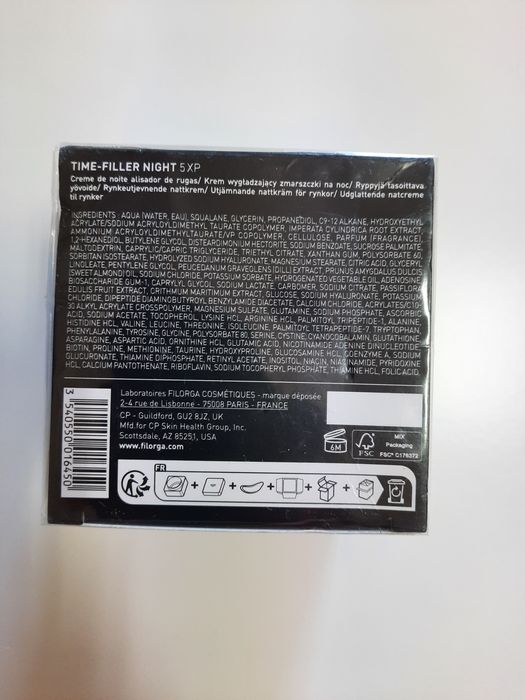 TIME-FILLER NIGHT 5XP
Creme de noite alisador de rugas/ Krem wygładzający zmarszczki na noc/ Ryppyjä tasoittava
yövoide/ Rynkeutjevnende nattkrem/ Utjämnande nattkräm för rynkor/ Udglattende natcreme
til rynker
INGREDIENTS: AQUA (WATER, EAU), SQUALANE, GLYCERIN, PROPANEDIOL, C9-12 ALKANE, HYDROXYETHYL
ACRYLATE/SODIUM ACRYLOYLDIMETHYL TAURATE COPOLYMER, IMPERATA CYLINDRICA ROOT EXTRACT,
AMMONIUM ACRYLOYLDIMETHYLTAURATE/VP COPOLYMER, CELLULOSE, PARFUM (FRAGRANCE),
1,2-HEXANEDIOL, BUTYLENE GLYCOL, DISTEARDIMONIUM HECTORITE, SODIUM BENZOATE, SUCROSE PALMITATE,
MALTODEXTRIN, CAPRYLIC/CAPRIC TRIGLYCERIDE, TRIETHYL CITRATE, XANTHAN GUM, POLYSORBATE 60,
SORBITAN ISOSTEARATE, HYDROLYZED SODIUM HYALURONATE, MAGNESIUM STEARATE, CITRIC ACID, GLYCERYL
LINOLEATE, PENTYLENE GLYCOL, PEUCEDANUM GRAVEOLENS (DILL) EXTRACT, PRUNUS AMYGDALUS DULCIS
(SWEET ALMOND) OIL, SODIUM CHLORIDE, POTASSIUM SORBATE, HYDROGENATED VEGETABLE OIL, ADENOSINE,
BIOSACCHARIDE GUM-1, CAPRYLYL GLYCOL, SODIUM LACTATE, CARBOMER, SODIUM CITRATE, PASSIFLORA
EDULIS FRUIT EXTRACT, CRITHMUM MARITIMUM EXTRACT, GLUCOSE, SODIUM HYALURONATE, POTASSIUM
CHLORIDE, DIPEPTIDE DIAMINOBUTYROYL BENZYLAMIDE DIACETATE, CALCIUM CHLORIDE, ACRYLATES/C10-
30 ALKYL ACRYLATE CROSSPOLYMER, MAGNESIUM SULFATE, GLUTAMINE, SODIUM PHOSPHATE, ASCORBIC
ACID, SODIUM ACETATE, TOCOPHEROL, LYSINE HCL, ARGININE HCL, PALMITOYL TRIPEPTIDE-1, ALANINE,
HISTIDINE HCL, VALINE, LEUCINE, THREONINE, ISOLEUCINE, PALMITOYL TETRAPEPTIDE-7, TRYPTOPHAN,
PHENYLALANINE, TYROSINE, GLYCINE, POLYSORBATE 80, SERINE, CYSTINE, CYANOCOBALAMIN, GLUTATHIONE,
ASPARAGINE, ASPARTIC ACID, ORNITHINE HCL, GLUTAMIC ACID, NICOTINAMIDE ADENINE DINUCLEOTIDE,
BIOTIN, PROLINE, METHIONINE, TAURINE, HYDROXYPROLINE, GLUCOSAMINE HCL, COENZYME A, SODIUM
GLUCURONATE, THIAMINE DIPHOSPHATE, RETINYL ACETATE, INOSITOL, NIACIN, NIACINAMIDE, PYRIDOXINE
HCL, CALCIUM PANTOTHENATE, RIBOFLAVIN, SODIUM TOCOPHERYL PHOSPHATE, THIAMINE HCL, FOLIC ACID.
3 540550 016450
Laboratoires FILORGA COSMÉTIQUES - marque déposée
2-4 rue de Lisbonne - 75008 PARIS - FRANCE
CP - Guildford, GU2 8JZ, UK
Mfd.for CP Skin Health Group, Inc.
Scottsdale, AZ 85251, USA
www.filorga.com
6M
FSC
MIX
Packaging
FSC® C176372
FR